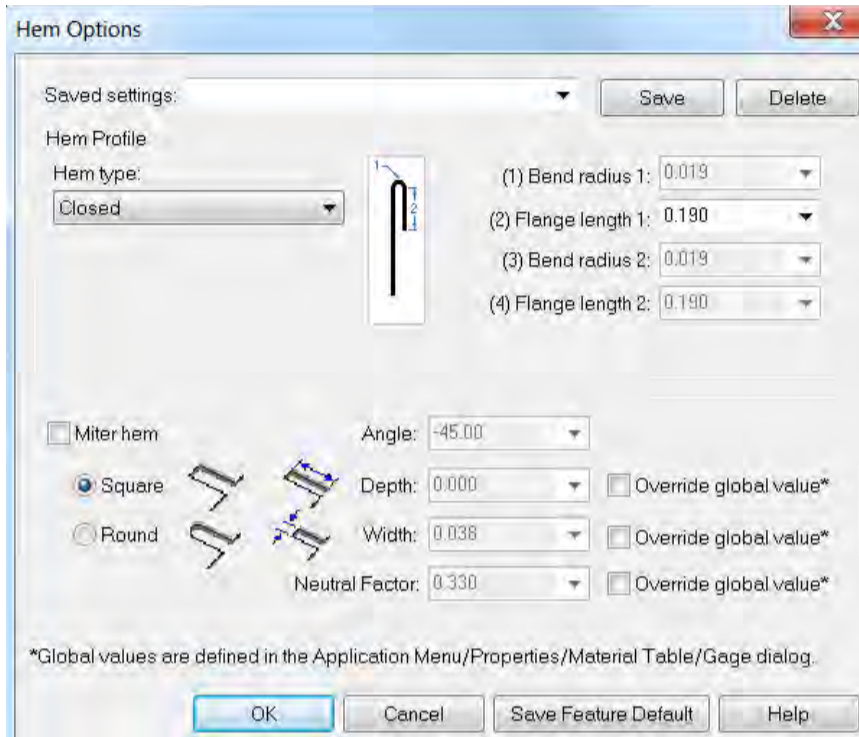 Hem Options
Saved settings:
Save
Delete
Hem Profile
Hem type:
Closed
1
2
(1) Bend radius 1: 0.019
(2) Flange length 1: 0.190
(3) Bend radius 2: 0.019
(4) Flange length 2: 0.190
Miter hem
Angle: -45.00
Square
Depth: 0.000
Override global value*
Round
Width: 0.038
Override global value*
Neutral Factor: 0.330
Override global value*
*Global values are defined in the Application Menu/Properties/Material Table/Gage dialog.
OK
Cancel
Save Feature Default
Help